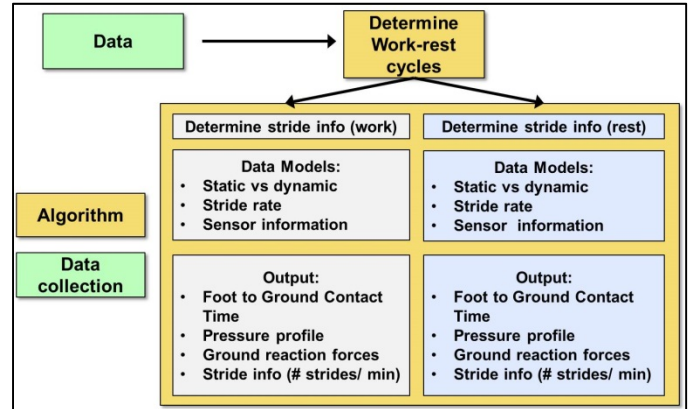 Data
Determine
Work-rest
cycles
Determine stride info (work)
Determine stride info (rest)
Data Models:
• Static vs dynamic
• Stride rate
• Sensor information
Data Models:
• Static vs dynamic
• Stride rate
• Sensor information
Algorithm
Data
collection
Output:
• Foot to Ground Contact
Time
• Pressure profile
• Ground reaction forces
• Stride info (# strides/ min)
Output:
• Foot to Ground Contact
Time
• Pressure profile
• Ground reaction forces
• Stride info (# strides/ min)